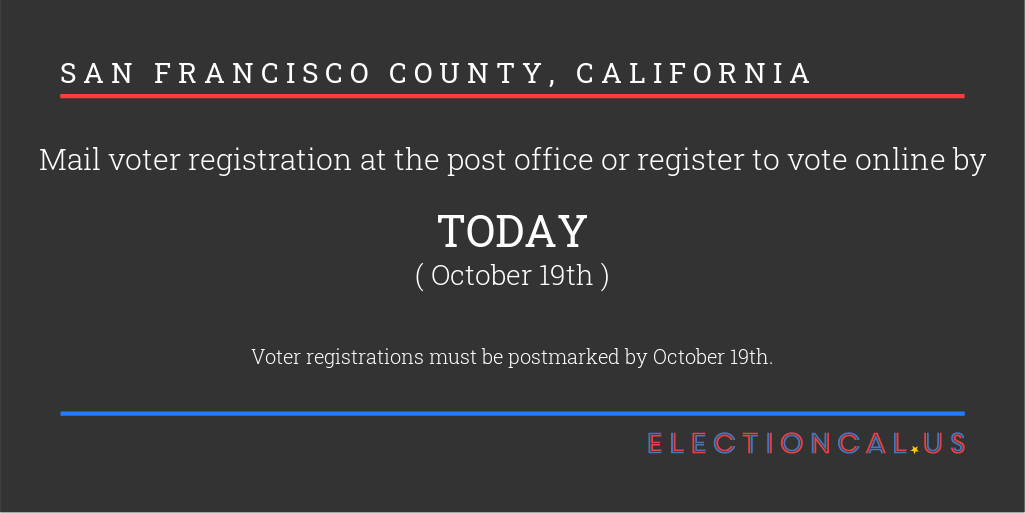 SAN FRANCISCO COUNTY, CALIFORNIA
Mail voter registration at the post office or register to vote online by
TODAY
( October 19th )
Voter registrations must be postmarked by October 19th.
ELECTIONCAL.US